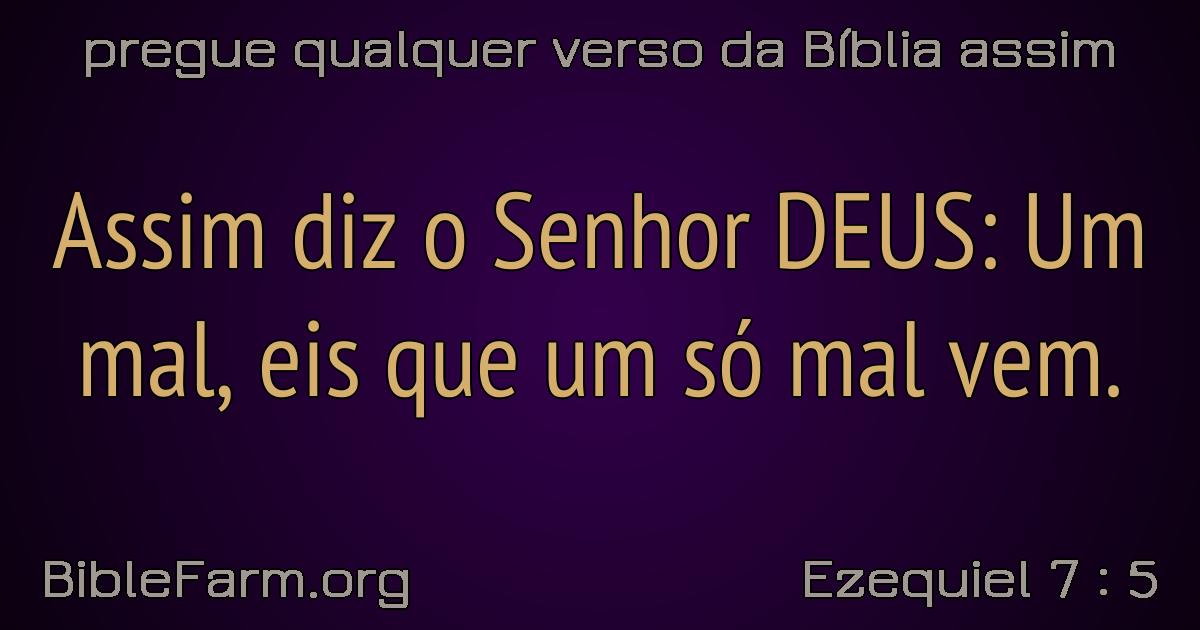 pregue qualquer verso da Bíblia assim
Assim diz o Senhor DEUS: Um
mal, eis que um só mal vem.
BibleFarm.org
Ezequiel 7 : 5